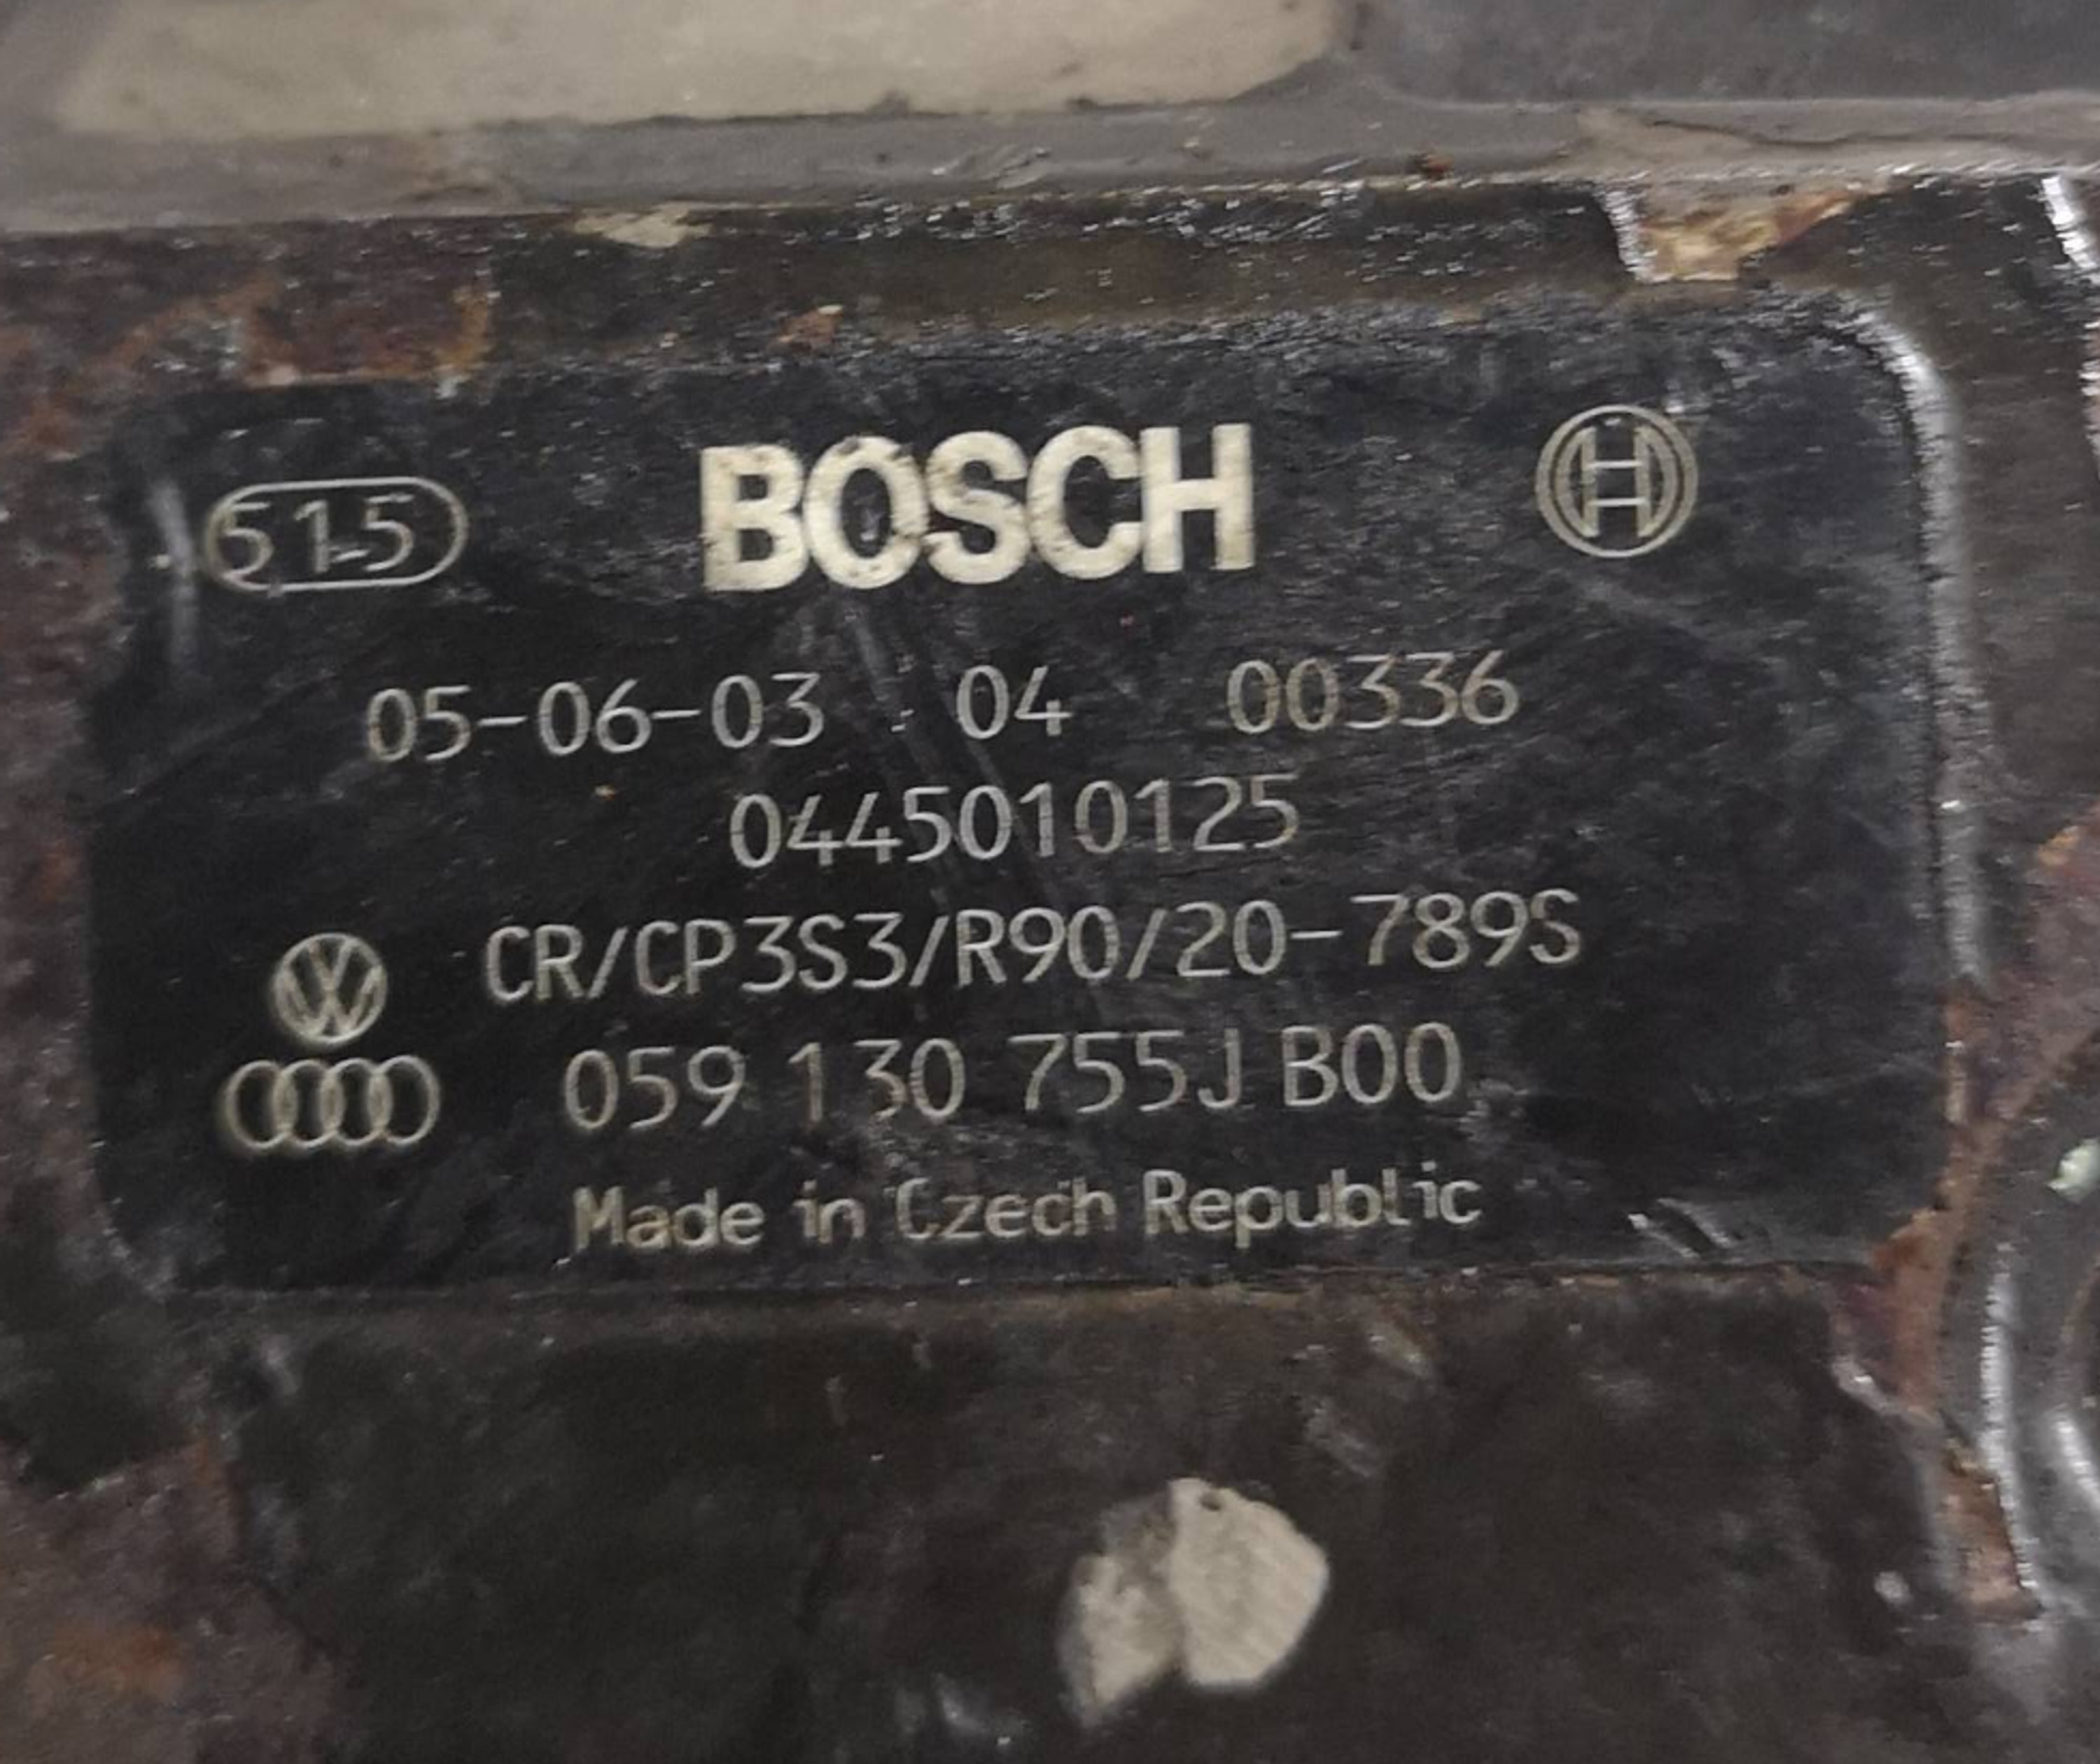 515 BOSCH
05-06-03 04 00336
0445010125
CR/CP3S3/R90/20-789S
059 130 755J B00
Made in Czech Republic